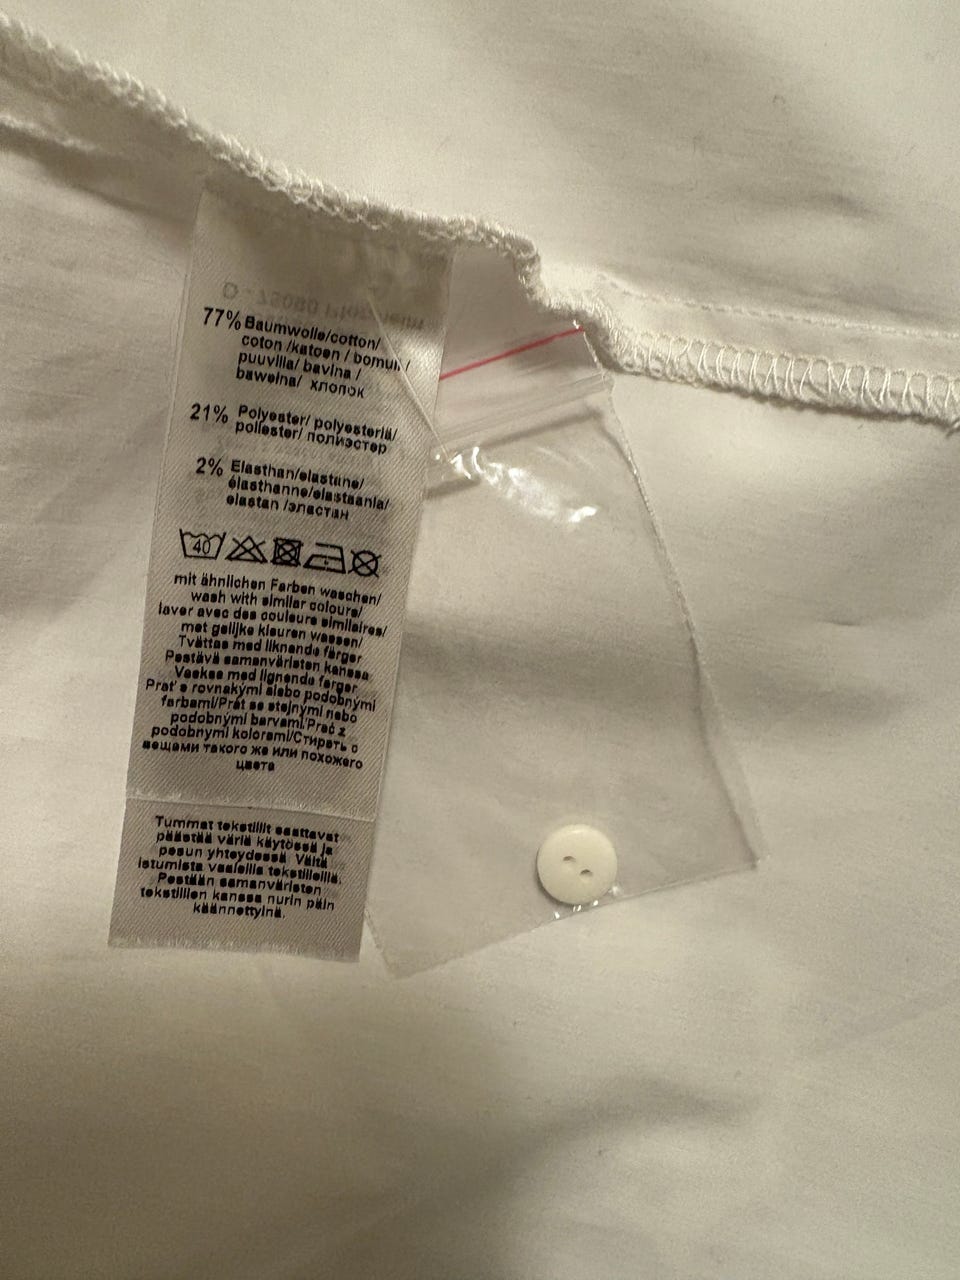 77% Baumwolle/cotton/
coton /katoen / bomull /
puuvilla/ bavlna /
bawełna/ хлопок
21% Polyester/ polyesteriä/
poliester/ полиэстер
2% Elasthan/elastane/
élasthanne/elastaania/
elastan /эластан
40
mit ähnlichen Farben waschen/
wash with similar colours/
laver avec des couleurs similaires/
met gelijke kleuren wassen/
Tvättas med liknande färger
Pestävä samanväristen kanssa
Vaskes med lignende farger
Prat' s rovnakými alebo podobnými
farbami/Prát se stejnými nebo
podobnými barvami/Prać z
podobnymi kolorami/Стирать с
вещами такого же или похожего
цвета
Tummat tekstiilit saattavat
päästää väriä käytössä ja
pesun yhteydessä. Vältä
istumista vaaleilla tekstiileillä.
Pestään samanväristen
tekstiilien kanssa nurin päin
käännettyinä.